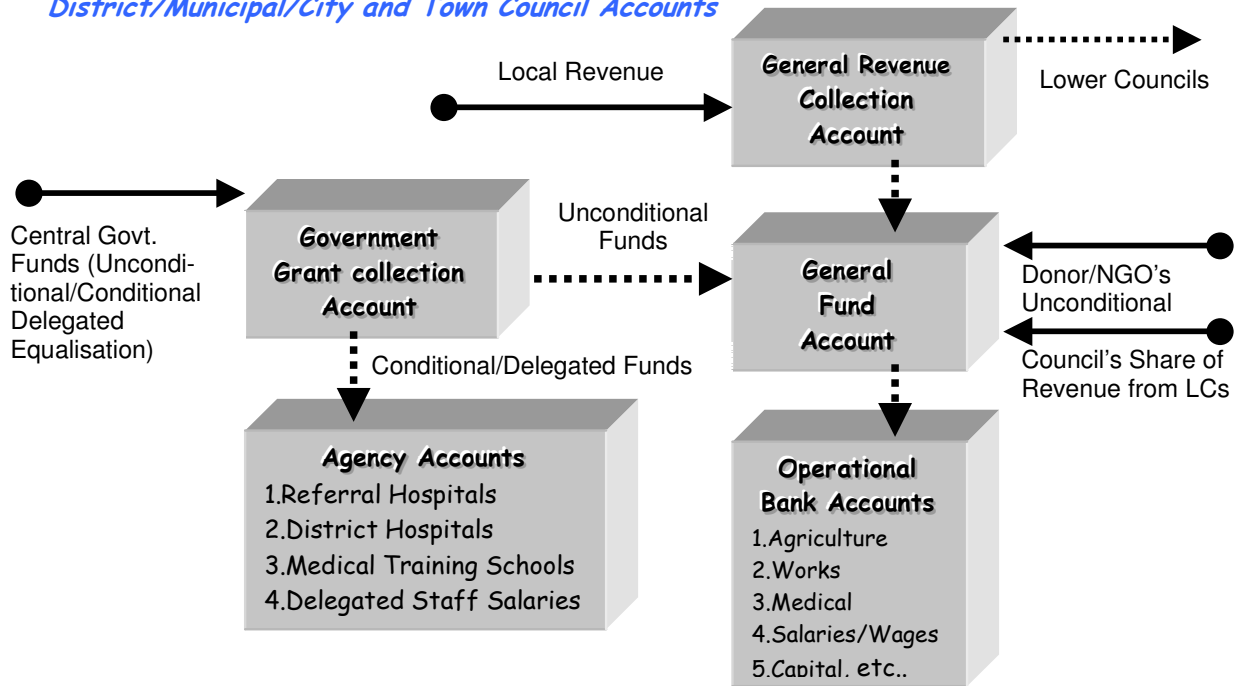 District/Municipal/City and Town Council Accounts
Local Revenue
General Revenue
Collection
Account
Lower Councils
Central Govt.
Funds (Uncondi-
tional/Conditional
Delegated
Equalisation)
Government
Grant collection
Account
Unconditional
Funds
General
Fund
Account
Donor/NGO's
Unconditional
Council's Share of
Revenue from LCs
Conditional/Delegated Funds
Agency Accounts
1.Referral Hospitals
2.District Hospitals
3.Medical Training Schools
4.Delegated Staff Salaries
Operational
Bank Accounts
1.Agriculture
2.Works
3.Medical
4.Salaries/Wages
5.Capital, etc..